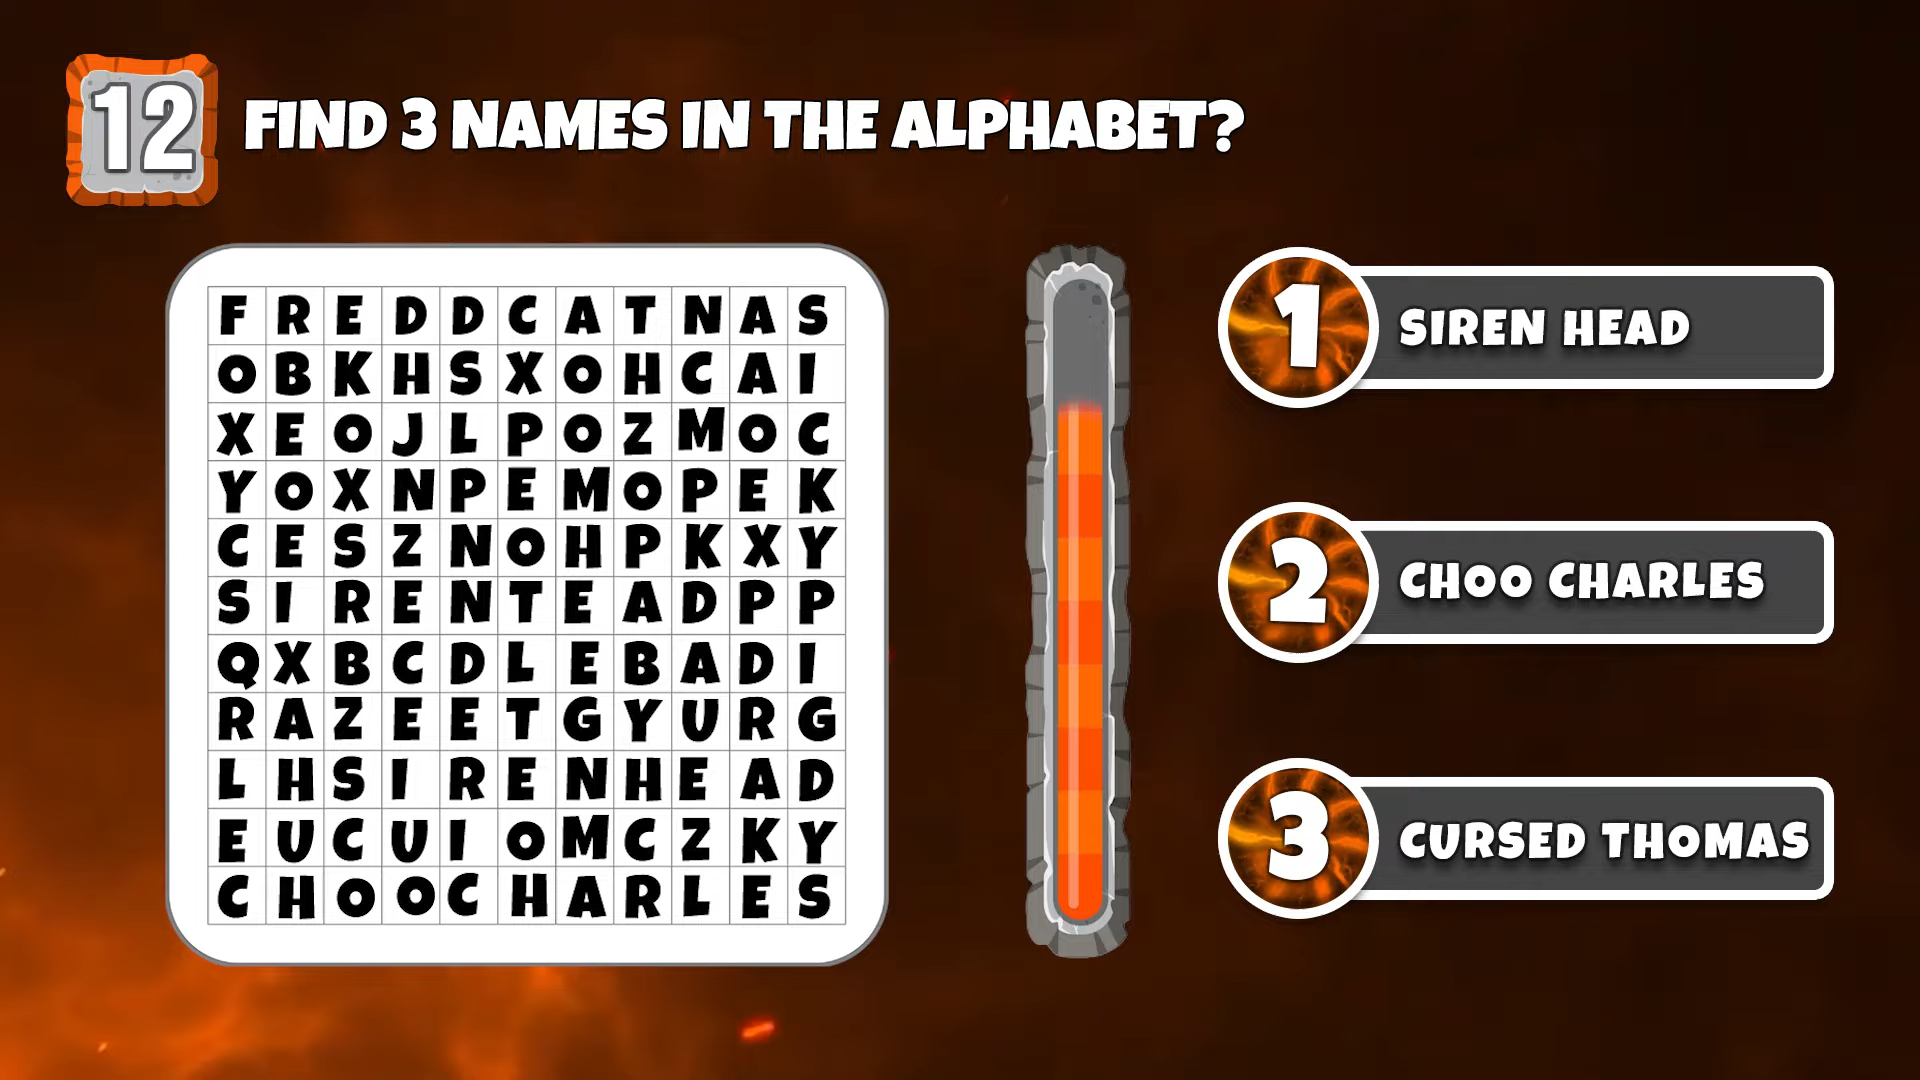 12
FIND 3 NAMES IN THE ALPHABET?
F R E D D C A T N A S
O B K H S X O H C A I
X E O J L P O Z M O C
Y O X N P E M O P E K
C E S Z N O H P K X Y
S I R E N T E A D P P
Q X B C D L E B A D I
R A Z E E T G Y U R G
L H S I R E N H E A D
E U C U I O M C Z K Y
C H O O C H A R L E S
1 SIREN HEAD
2 CHOO CHARLES
3 CURSED THOMAS